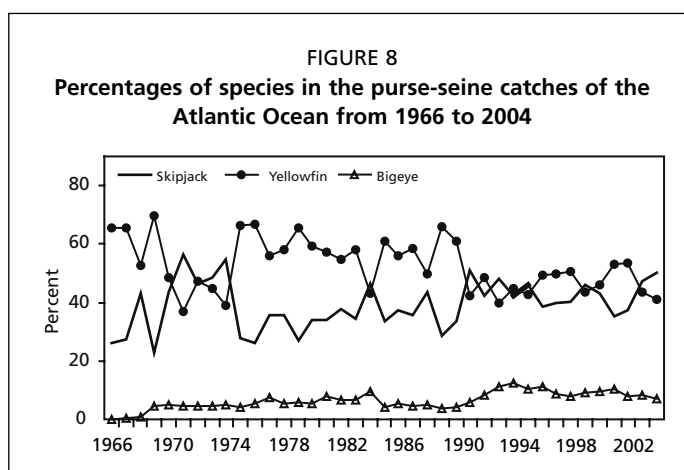 FIGURE 8
Percentages of species in the purse-seine catches of the
Atlantic Ocean from 1966 to 2004
Skipjack Yellowfin Bigeye
80
60
40
20
0
Percent
1966 1970 1974 1978 1982 1986 1990 1994 1998 2002